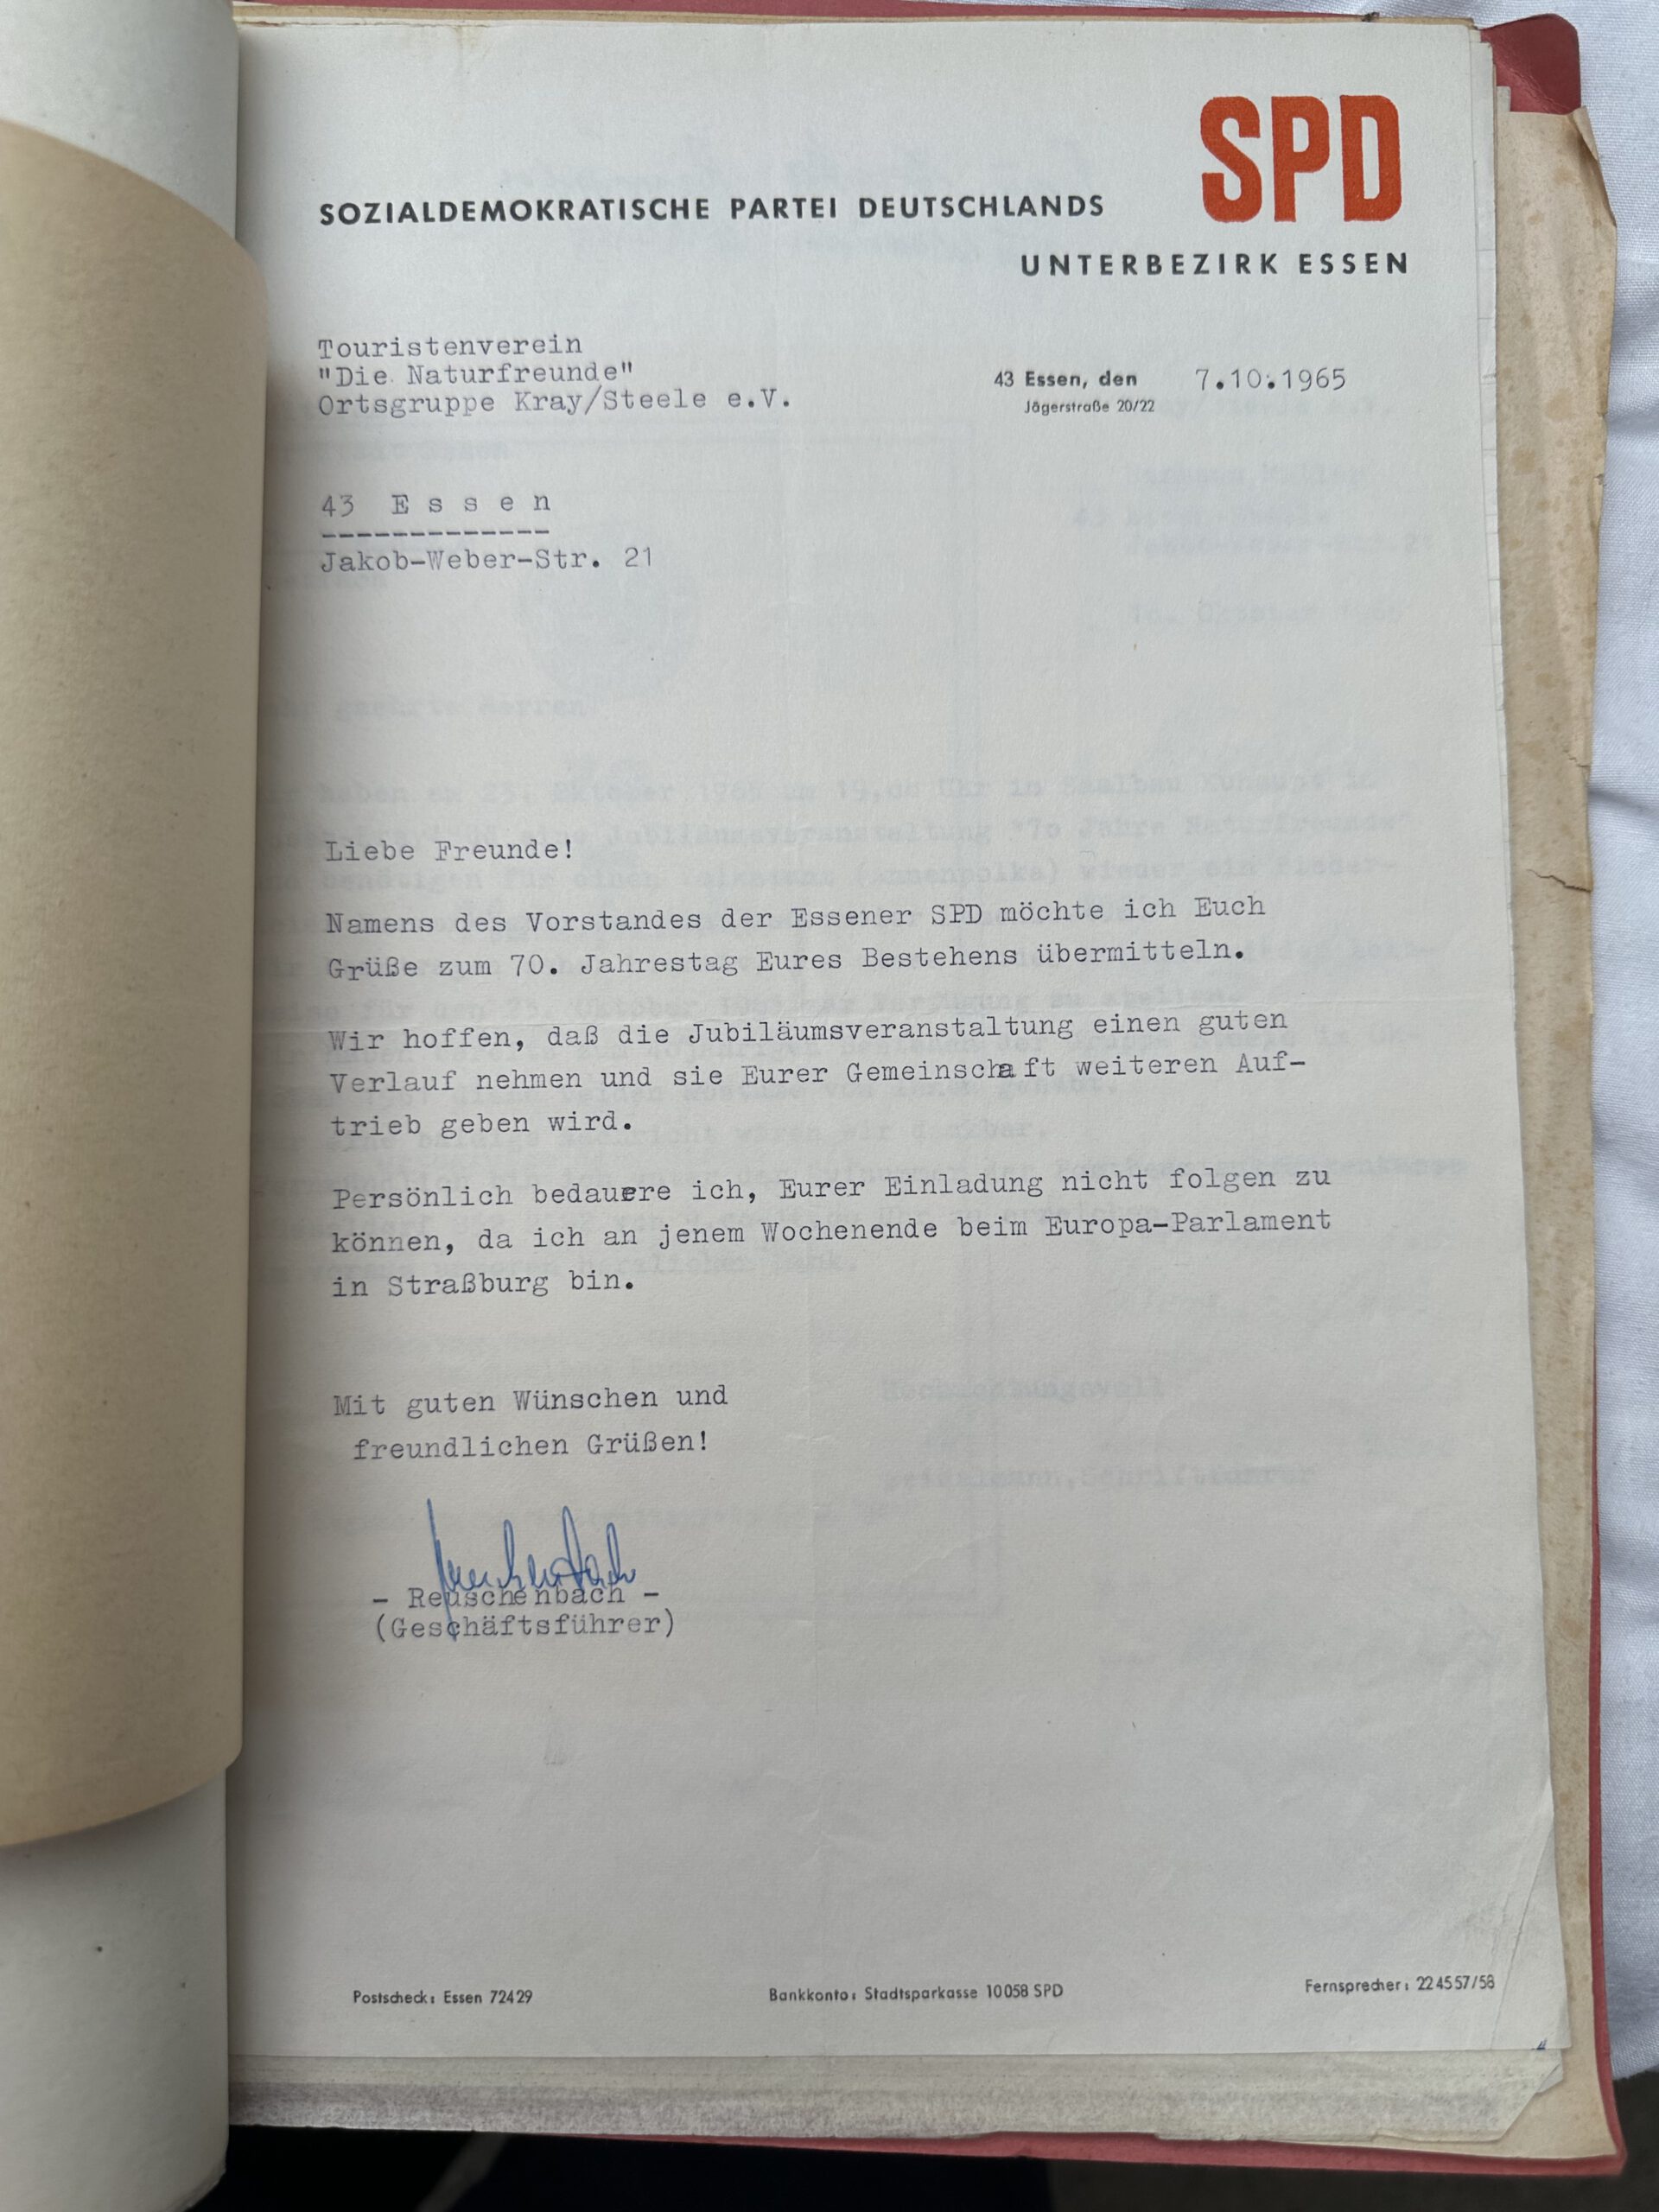 SPD
SOZIALDEMOKRATISCHE PARTEI DEUTSCHLANDS
UNTERBEZIRK ESSEN
Touristenverein
"Die Naturfreunde"
Ortsgruppe Kray/Steele e.V.
43 Essen, den 7.10.1965
Jägerstraße 20/22
43 E s s e n
-------------
Jakob-Weber-Str. 21
Liebe Freunde!
Namens des Vorstandes der Essener SPD möchte ich Euch
Grüße zum 70. Jahrestag Eures Bestehens übermitteln.
Wir hoffen, daß die Jubiläumsveranstaltung einen guten
Verlauf nehmen und sie Eurer Gemeinschaft weiteren Auf-
trieb geben wird.
Persönlich bedauere ich, Eurer Einladung nicht folgen zu
können, da ich an jenem Wochenende beim Europa-Parlament
in Straßburg bin.
Mit guten Wünschen und
freundlichen Grüßen!
- Reuschenbach -
(Geschäftsführer)
Postscheck: Essen 72429
Bankkonto: Stadtsparkasse 10058 SPD
Fernsprecher: 224557/58